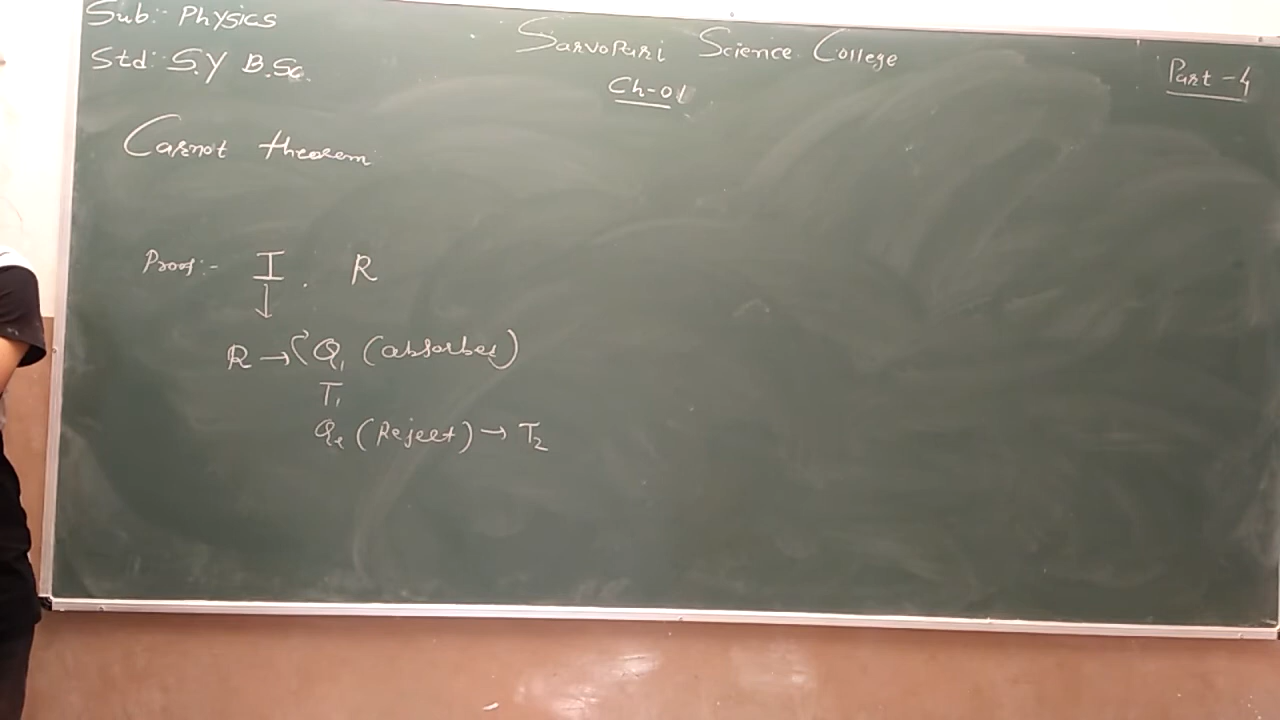 Sub:- Physics
Std:- S.Y B.Sc.
Sarvopari Science College
Ch-01
Part-4
Carnot theorem
Proof:- I . R
↓
R → Q₁ (absorbes)
T₁
Q₂ (Reject) → T₂